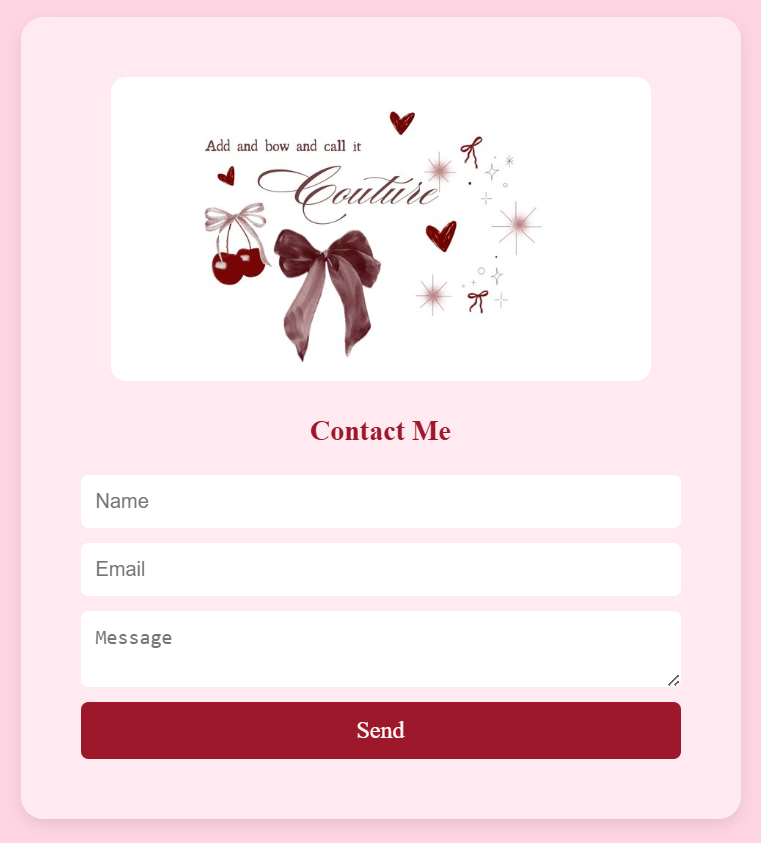 Add and bow and call it
Couture
Contact Me
Name
Email
Message
Send